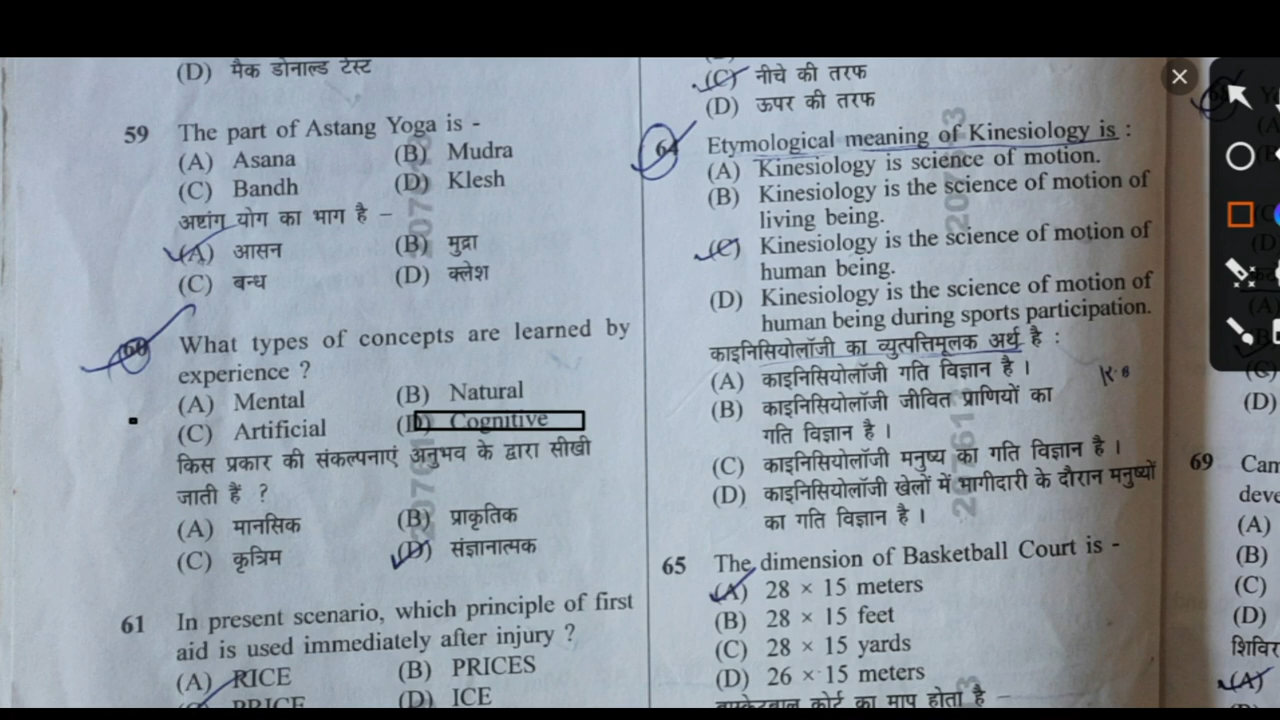 (D) मैक डोनाल्ड टेस्ट
59 The part of Astang Yoga is -
(A) Asana (B) Mudra
(C) Bandh (D) Klesh
अष्टांग योग का भाग है –
(A) आसन (B) मुद्रा
(C) बन्ध (D) क्लेश
60 What types of concepts are learned by
experience ?
(A) Mental (B) Natural
(C) Artificial (D) Cognitive
किस प्रकार की संकल्पनाएं अनुभव के द्वारा सीखी
जाती हैं ?
(A) मानसिक (B) प्राकृतिक
(C) कृत्रिम (D) संज्ञानात्मक
61 In present scenario, which principle of first
aid is used immediately after injury ?
(A) RICE (B) PRICES
PRICE (D) ICE
(C) नीचे की तरफ
(D) ऊपर की तरफ
64 Etymological meaning of Kinesiology is :
(A) Kinesiology is science of motion.
(B) Kinesiology is the science of motion of
living being.
(C) Kinesiology is the science of motion of
human being.
(D) Kinesiology is the science of motion of
human being during sports participation.
काइनिसियोलॉजी का व्युत्पत्तिमूलक अर्थ है :
(A) काइनिसियोलॉजी गति विज्ञान है ।
(B) काइनिसियोलॉजी जीवित प्राणियों का
गति विज्ञान है ।
(C) काइनिसियोलॉजी मनुष्य का गति विज्ञान है ।
(D) काइनिसियोलॉजी खेलों में भागीदारी के दौरान मनुष्यों
का गति विज्ञान है ।
65 The dimension of Basketball Court is -
(A) 28 × 15 meters
(B) 28 × 15 feet
(C) 28 × 15 yards
(D) 26 × 15 meters
बास्केटबाल कोर्ट का माप होता है –
(C)
(D)
69 Cam
deve
(A)
(B)
(C)
(D)
शिविर
(A)